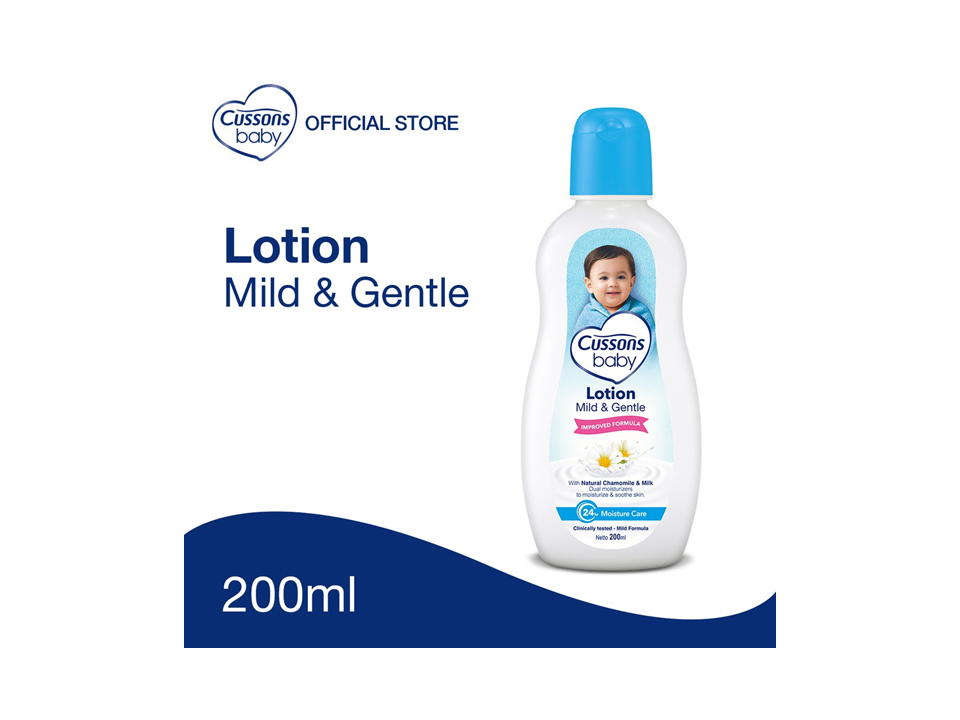 Cussons
baby
OFFICIAL STORE
Lotion
Mild & Gentle
200ml
Cussons
baby
Lotion
Mild & Gentle
IMPROVED FORMULA
With Natural Chamomile & Milk
Dual moisturizers
to moisturize & soothe skin.
24hr Moisture Care
Clinically tested - Mild Formula
Netto 200ml